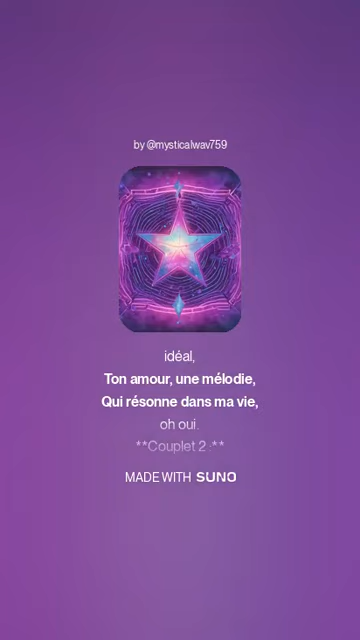 by @mysticalwav759
idéal,
Ton amour, une mélodie,
Qui résonne dans ma vie,
oh oui.
**Couplet 2 :**
MADE WITH SUNO